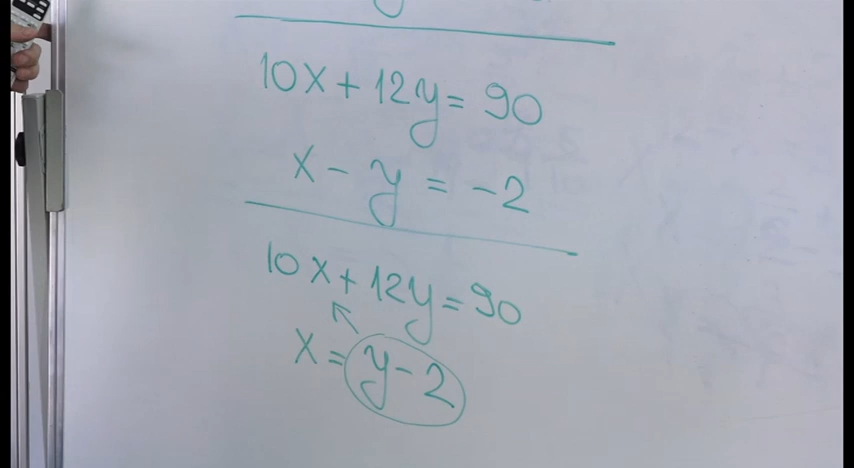 10x + 12y = 90
x - y = -2
10x + 12y = 90
x = y - 2